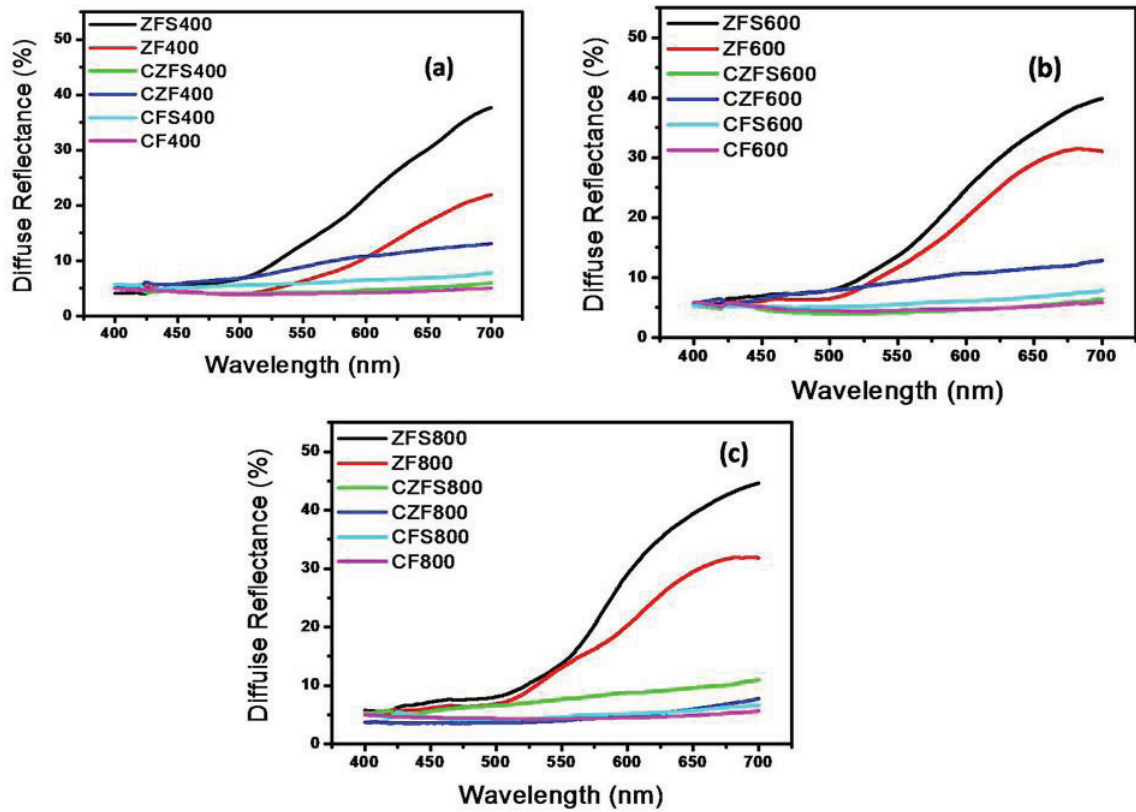 ZFS400
ZF400
CZFS400
CZF400
CFS400
CF400
(a)
Diffuse Reflectance (%)
50
40
30
20
10
0
400 450 500 550 600 650 700
Wavelength (nm)
ZFS600
ZF600
CZFS600
CZF600
CFS600
CF600
(b)
Diffuse Reflectance (%)
50
40
30
20
10
0
400 450 500 550 600 650 700
Wavelength (nm)
ZFS800
ZF800
CZFS800
CZF800
CFS800
CF800
(c)
Diffuise Reflectance (%)
50
40
30
20
10
0
400 450 500 550 600 650 700
Wavelength (nm)